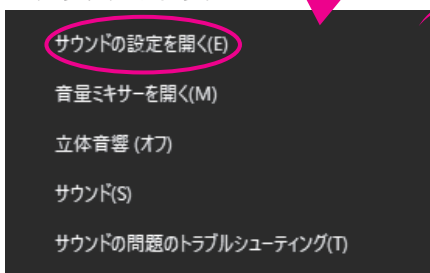 サウンドの設定を開く(E)
音量ミキサーを開く(M)
立体音響 (オフ)
サウンド(S)
サウンドの問題のトラブルシューティング(T)